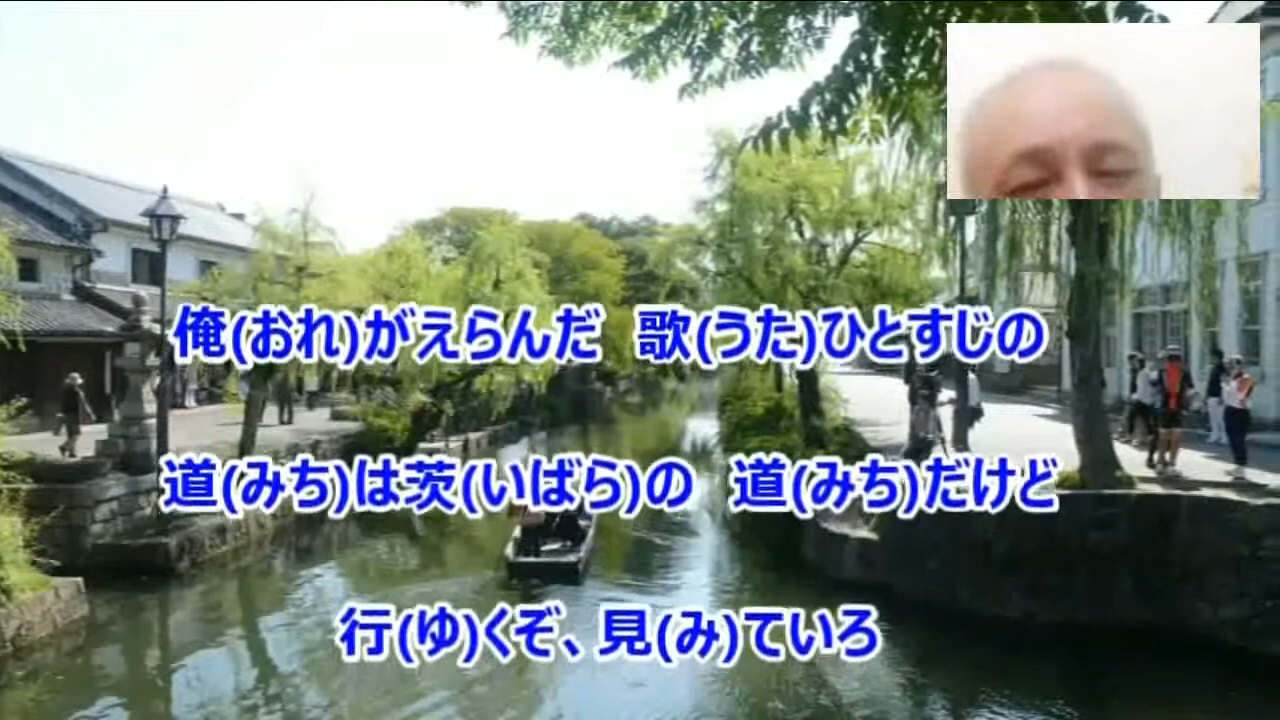 俺(おれ)がえらんだ　歌(うた)ひとすじの
道(みち)は茨(いばら)の　道(みち)だけど
行(ゆ)くぞ、見(み)ていろ